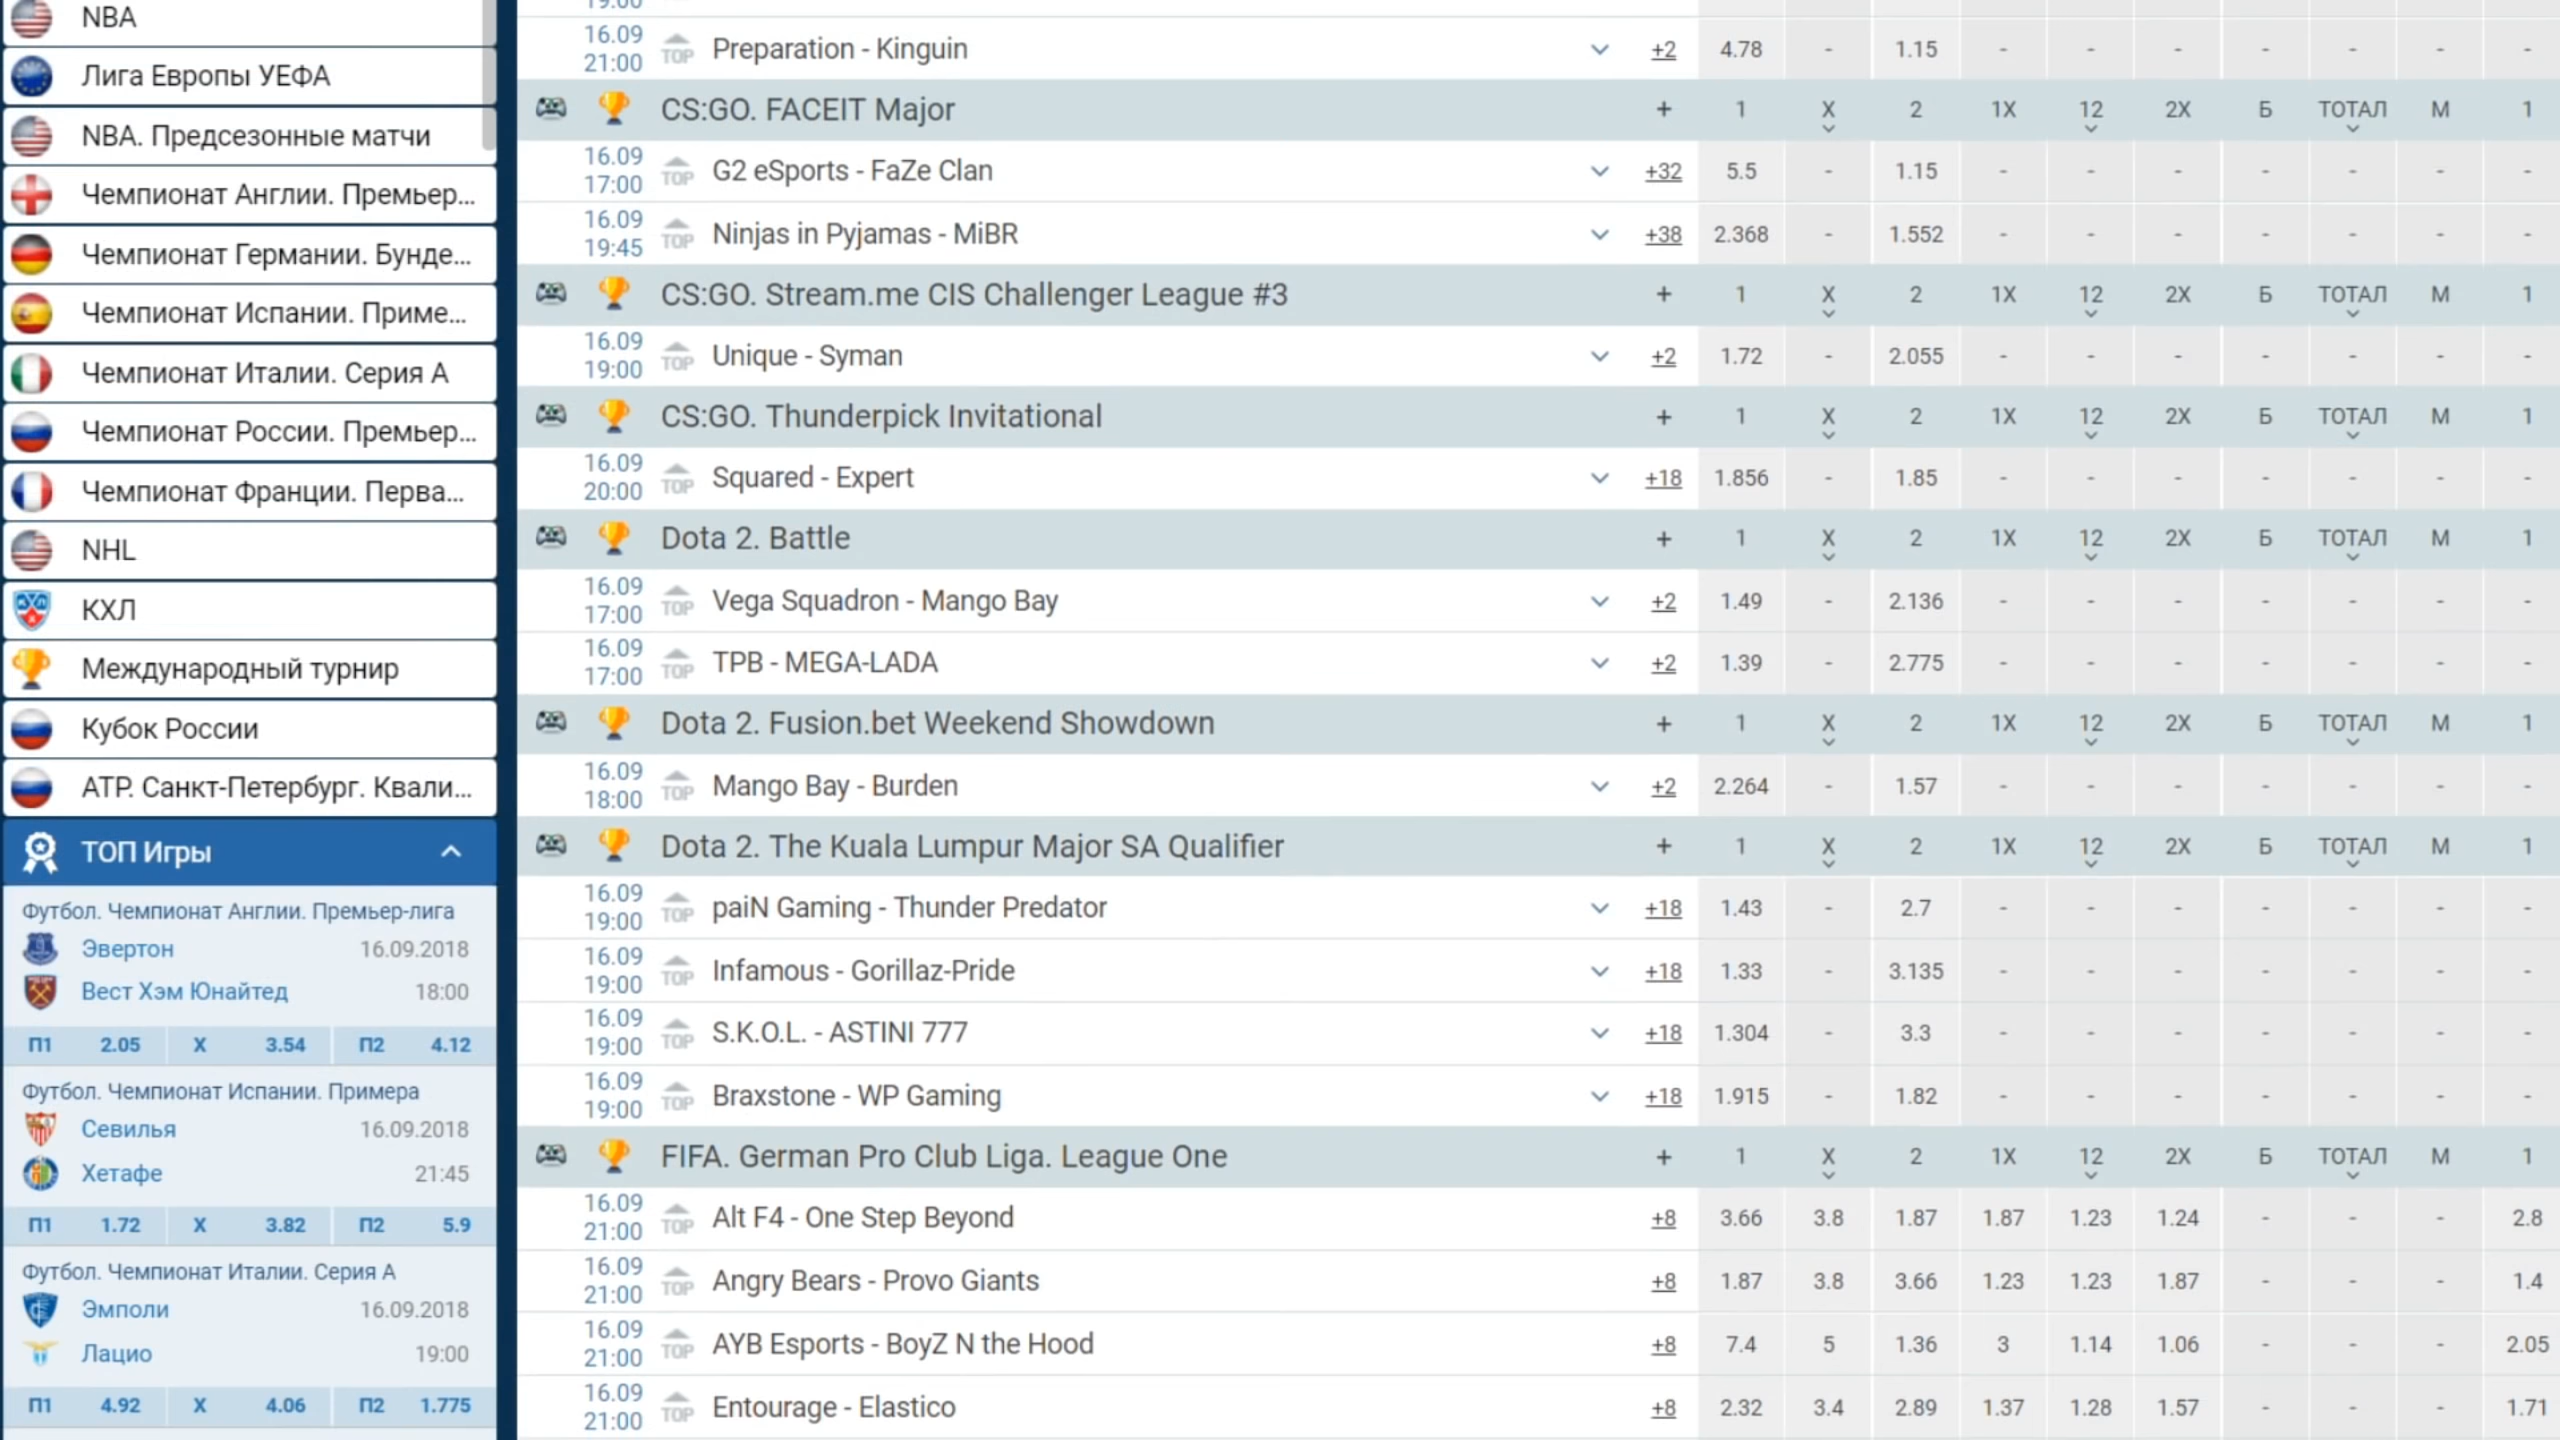 NBA
Лига Европы УЕФА
NBA. Предсезонные матчи
Чемпионат Англии. Премьер...
Чемпионат Германии. Бунде...
Чемпионат Испании. Приме...
Чемпионат Италии. Серия А
Чемпионат России. Премьер...
Чемпионат Франции. Перва...
NHL
КХЛ
Международный турнир
Кубок России
АТР. Санкт-Петербург. Квали...
ТОП Игры
Футбол. Чемпионат Англии. Премьер-лига
Эвертон 16.09.2018
Вест Хэм Юнайтед 18:00
П1 2.05 X 3.54 П2 4.12
Футбол. Чемпионат Испании. Примера
Севилья 16.09.2018
Хетафе 21:45
П1 1.72 X 3.82 П2 5.9
Футбол. Чемпионат Италии. Серия А
Эмполи 16.09.2018
Лацио 19:00
П1 4.92 X 4.06 П2 1.775
19:00
16.09 21:00 TOP Preparation - Kinguin +2 4.78 - 1.15 - - - - - - -
CS:GO. FACEIT Major + 1 X 2 1X 12 2X Б ТОТАЛ М 1
16.09 17:00 TOP G2 eSports - FaZe Clan +32 5.5 - 1.15 - - - - - - -
16.09 19:45 TOP Ninjas in Pyjamas - MiBR +38 2.368 - 1.552 - - - - - - -
CS:GO. Stream.me CIS Challenger League #3 + 1 X 2 1X 12 2X Б ТОТАЛ М 1
16.09 19:00 TOP Unique - Syman +2 1.72 - 2.055 - - - - - - -
CS:GO. Thunderpick Invitational + 1 X 2 1X 12 2X Б ТОТАЛ М 1
16.09 20:00 TOP Squared - Expert +18 1.856 - 1.85 - - - - - - -
Dota 2. Battle + 1 X 2 1X 12 2X Б ТОТАЛ М 1
16.09 17:00 TOP Vega Squadron - Mango Bay +2 1.49 - 2.136 - - - - - - -
16.09 17:00 TOP TPB - MEGA-LADA +2 1.39 - 2.775 - - - - - - -
Dota 2. Fusion.bet Weekend Showdown + 1 X 2 1X 12 2X Б ТОТАЛ М 1
16.09 18:00 TOP Mango Bay - Burden +2 2.264 - 1.57 - - - - - - -
Dota 2. The Kuala Lumpur Major SA Qualifier + 1 X 2 1X 12 2X Б ТОТАЛ М 1
16.09 19:00 TOP paiN Gaming - Thunder Predator +18 1.43 - 2.7 - - - - - - -
16.09 19:00 TOP Infamous - Gorillaz-Pride +18 1.33 - 3.135 - - - - - - -
16.09 19:00 TOP S.K.O.L. - ASTINI 777 +18 1.304 - 3.3 - - - - - - -
16.09 19:00 TOP Braxstone - WP Gaming +18 1.915 - 1.82 - - - - - - -
FIFA. German Pro Club Liga. League One + 1 X 2 1X 12 2X Б ТОТАЛ М 1
16.09 21:00 TOP Alt F4 - One Step Beyond +8 3.66 3.8 1.87 1.87 1.23 1.24 - - - 2.8
16.09 21:00 TOP Angry Bears - Provo Giants +8 1.87 3.8 3.66 1.23 1.23 1.87 - - - 1.4
16.09 21:00 TOP AYB Esports - BoyZ N the Hood +8 7.4 5 1.36 3 1.14 1.06 - - - 2.05
16.09 21:00 TOP Entourage - Elastico +8 2.32 3.4 2.89 1.37 1.28 1.57 - - - 1.71